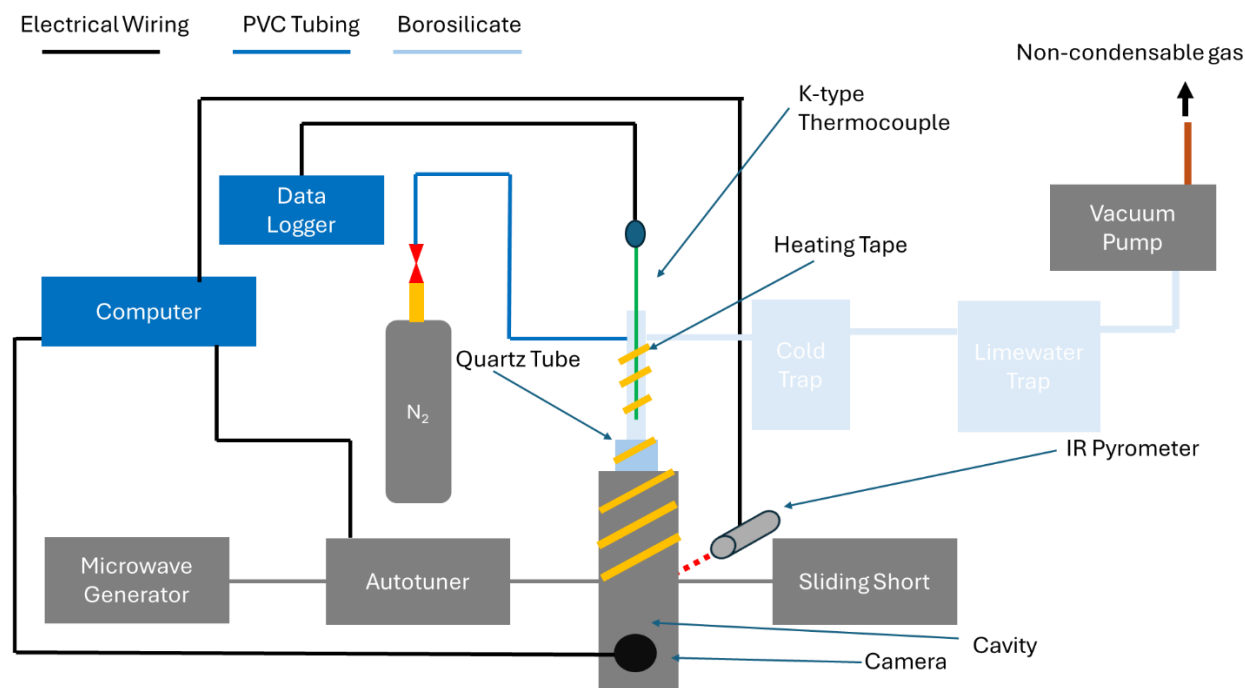 Electrical Wiring
PVC Tubing
Borosilicate
Non-condensable gas
K-type
Thermocouple
Data
Logger
Vacuum
Pump
Heating Tape
Computer
Quartz Tube
Cold
Trap
Limewater
Trap
N₂
IR Pyrometer
Microwave
Generator
Autotuner
Sliding Short
Cavity
Camera